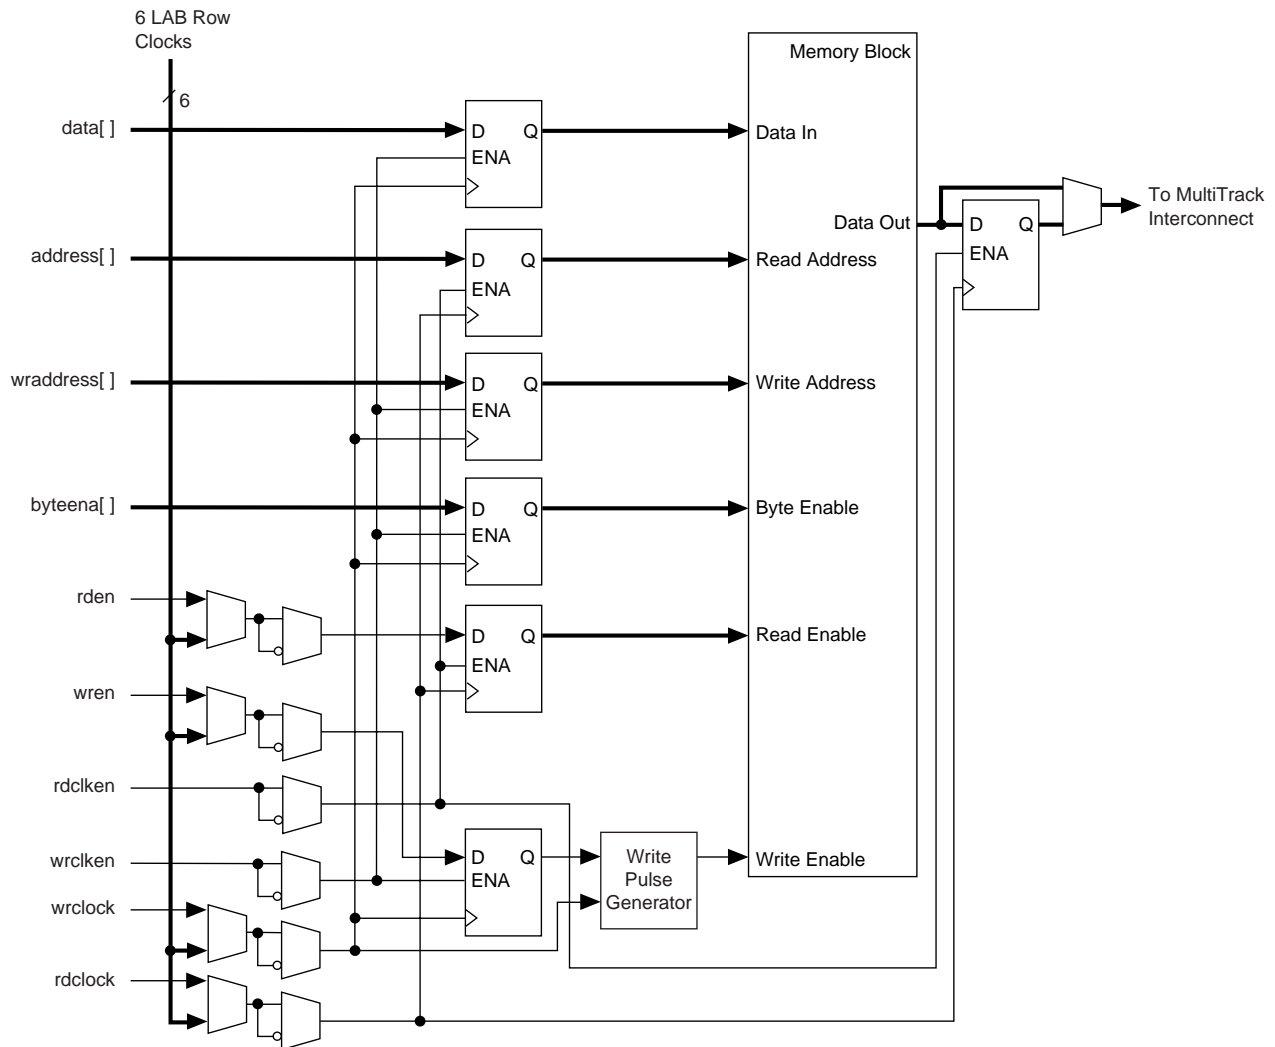 6 LAB Row
Clocks
6
Memory Block
data[ ]
D Q
ENA
Data In
To MultiTrack
Interconnect
Data Out
D Q
ENA
address[ ]
D Q
ENA
Read Address
wraddress[ ]
D Q
ENA
Write Address
byteena[ ]
D Q
ENA
Byte Enable
rden
D Q
ENA
Read Enable
wren
rdclken
wrclken
D Q
ENA
Write
Pulse
Generator
Write Enable
wrclock
rdclock